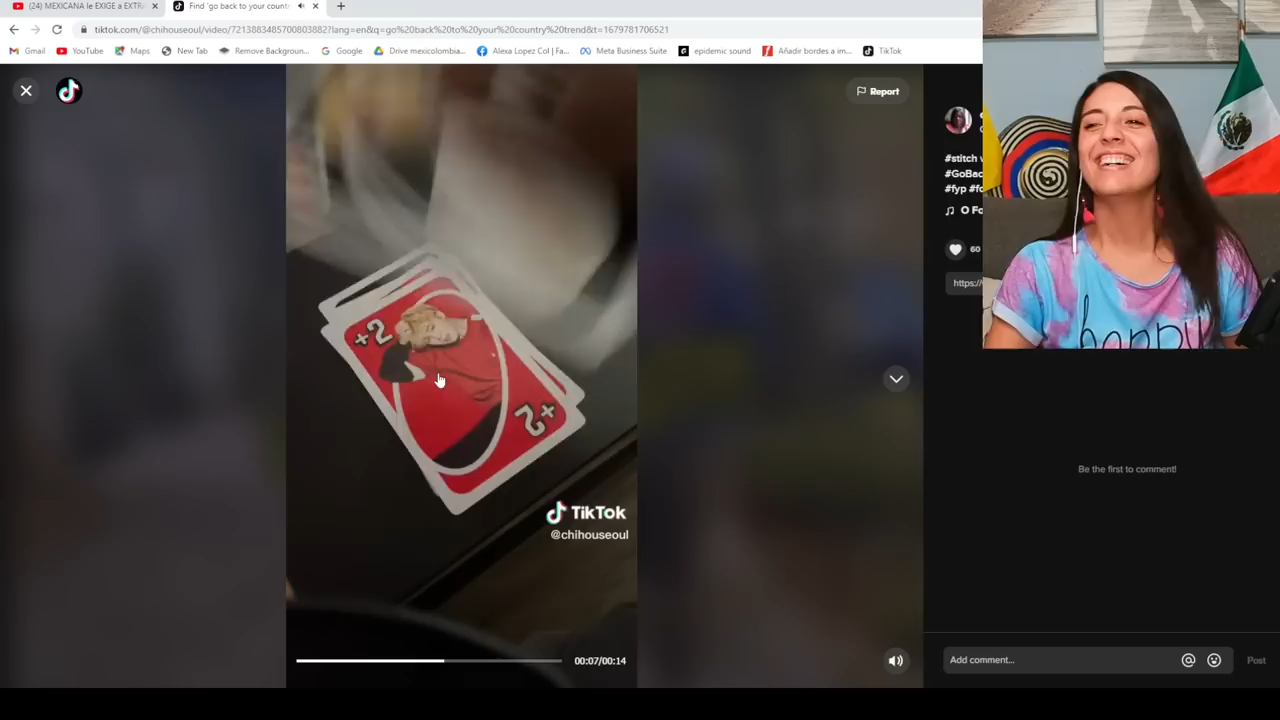 (24) MEXICANA le EXIGE a EXTRA
Find 'go back to your count
tiktok.com/@chihouseoul/video/7213883485700803882?lang=en&q=go%20back%20to%20your%20country%20trend&t=1679781706521
Gmail
YouTube
Maps
New Tab
Remove Backgroun...
Google
Drive mexicolombia...
Alexa Lopez Col | Fa...
Meta Business Suite
epidemic sound
Añadir bordes a im...
TikTok
Report
#stitch
#GoBac
#fyp #fo
O Fo
60
https://
happy
+2
+2
TikTok
@chihouseoul
Be the first to comment!
00:07/00:14
Add comment...
Post